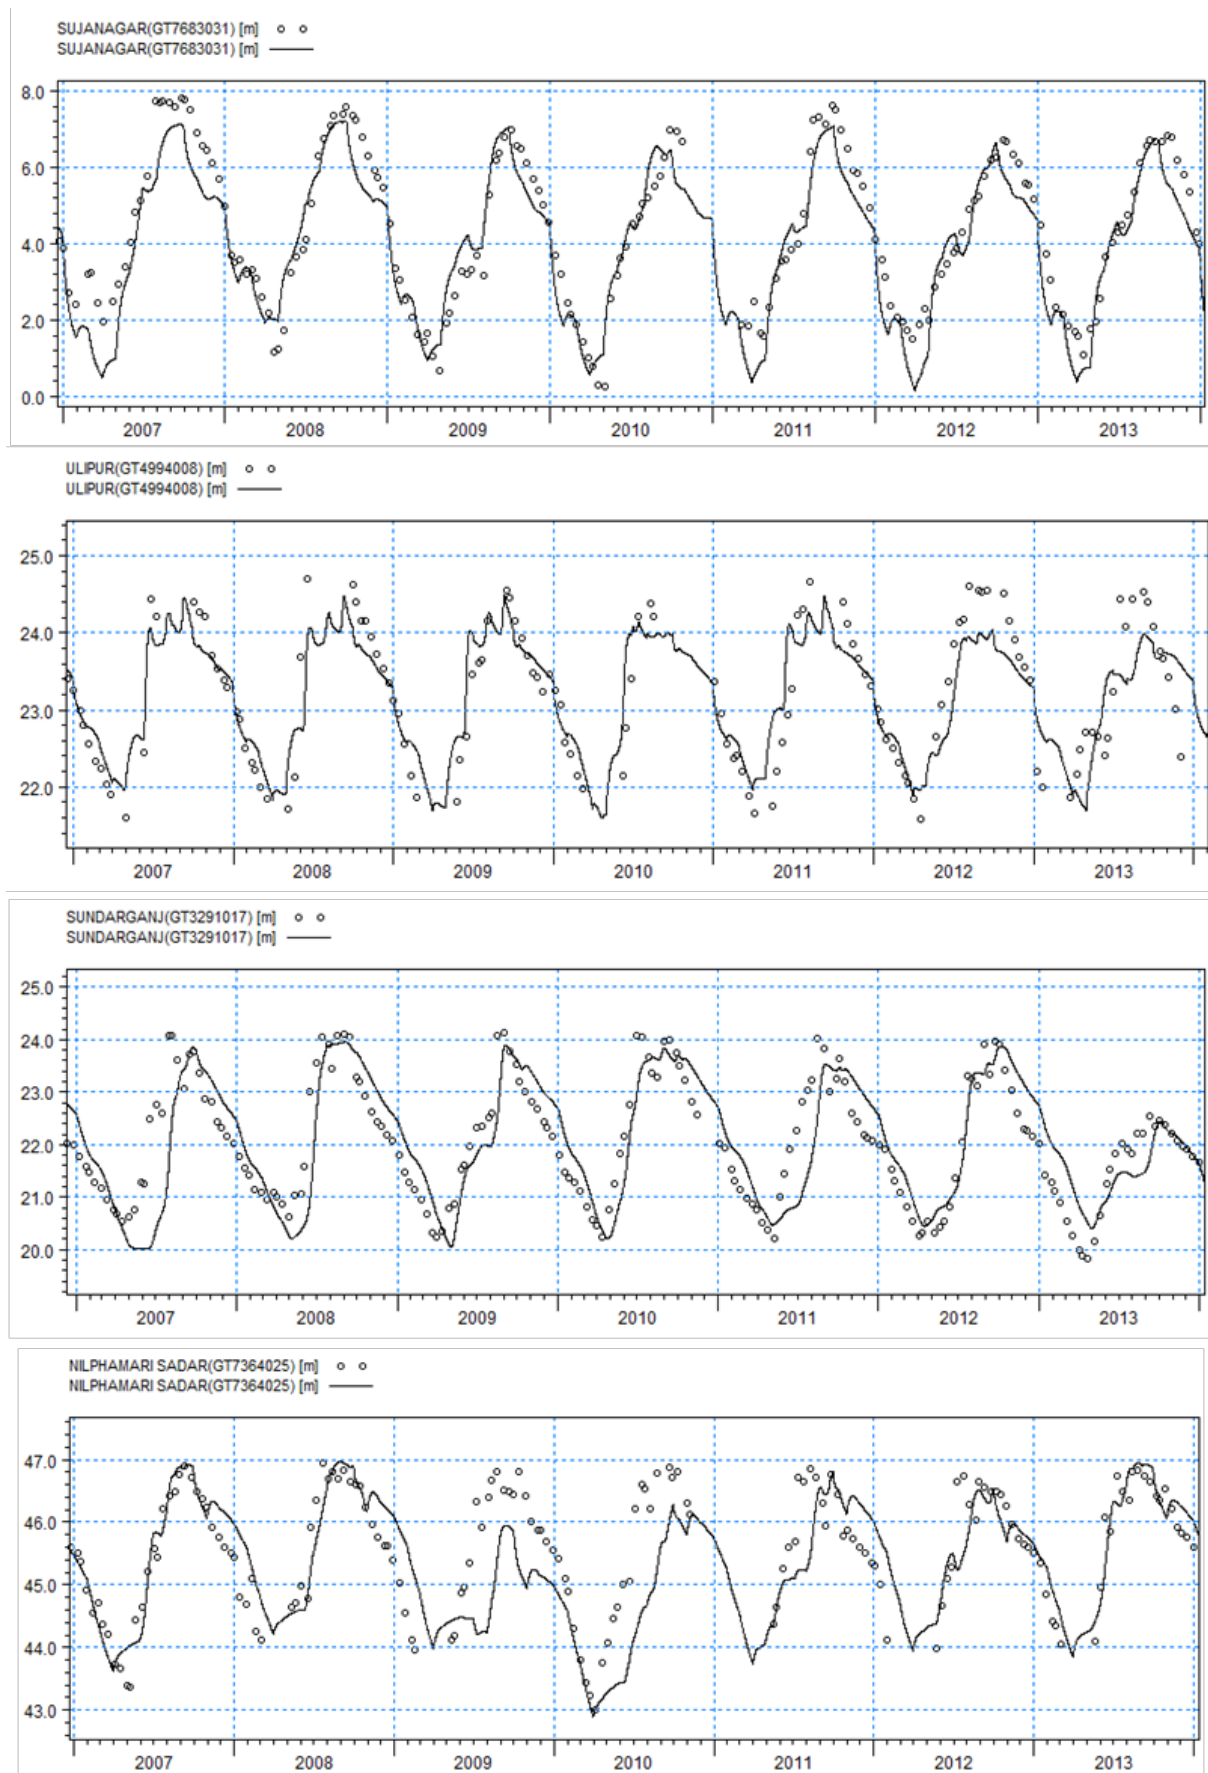 SUJANAGAR(GT7683031) [m]
SUJANAGAR(GT7683031) [m]
8.0
6.0
4.0
2.0
0.0
2007 2008 2009 2010 2011 2012 2013
ULIPUR(GT4994008) [m]
ULIPUR(GT4994008) [m]
25.0
24.0
23.0
22.0
2007 2008 2009 2010 2011 2012 2013
SUNDARGANJ(GT3291017) [m]
SUNDARGANJ(GT3291017) [m]
25.0
24.0
23.0
22.0
21.0
20.0
2007 2008 2009 2010 2011 2012 2013
NILPHAMARI SADAR(GT7364025) [m]
NILPHAMARI SADAR(GT7364025) [m]
47.0
46.0
45.0
44.0
43.0
2007 2008 2009 2010 2011 2012 2013